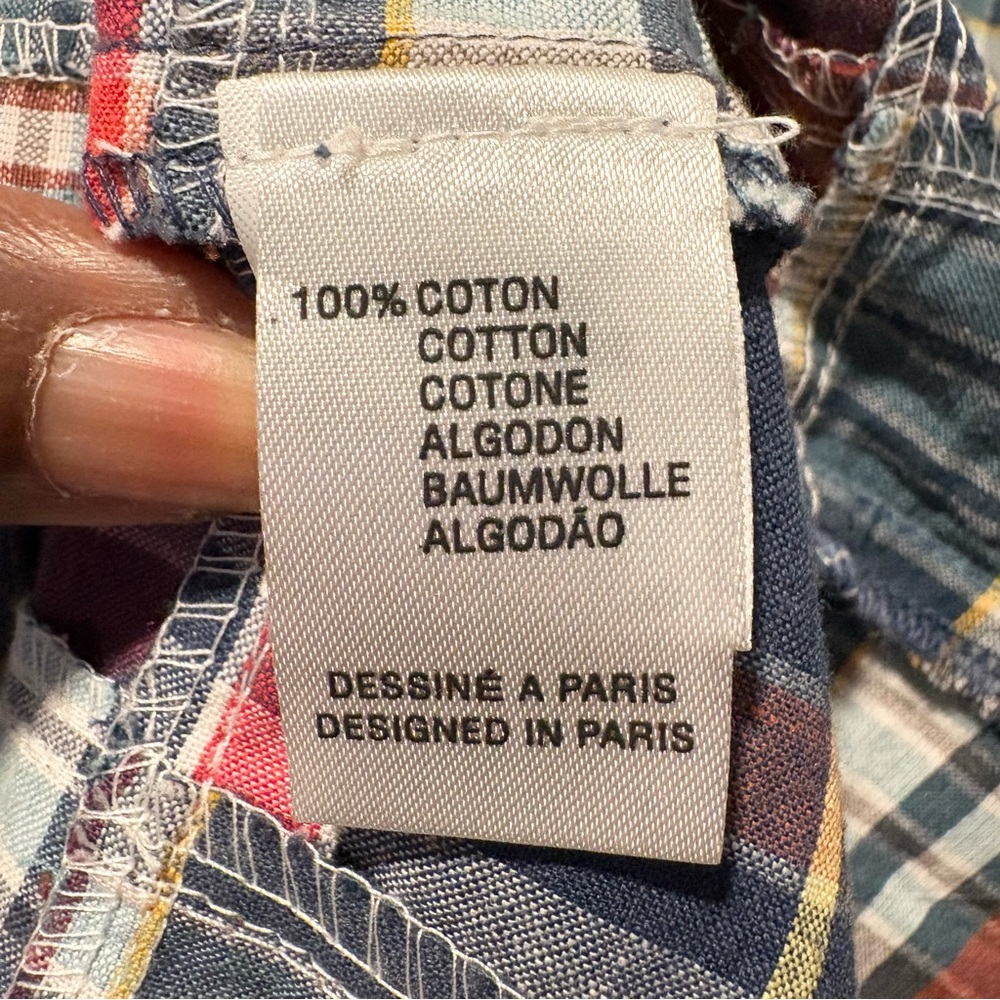 100% COTON
COTTON
COTONE
ALGODON
BAUMWOLLE
ALGODÃO
DESSINÉ A PARIS
DESIGNED IN PARIS